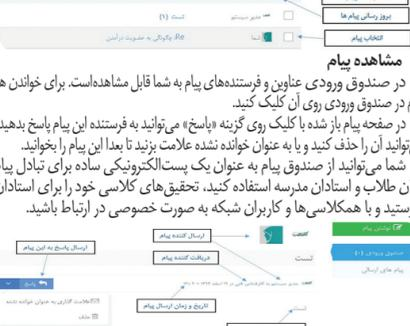 بروز رسانی پیام ها
مدیر سیستم
تست (۱)
انتخاب پیام
شما
Re: چگونگی به عضویت درآمدن
مشاهده پیام
در صندوق ورودی عناوین و فرستنده‌های پیام به شما قابل مشاهده‌است. برای خواندن
در صندوق ورودی روی آن کلیک کنید.
در صفحه پیام باز شده با کلیک روی گزینه «پاسخ» می‌توانید به فرستنده این پیام پاسخ بدهید
توانید آن را حذف کنید و یا به عنوان خوانده نشده علامت بزنید تا بعدا این پیام را بخوانید.
شما می‌توانید از صندوق پیام به عنوان یک پست‌الکترونیکی ساده برای تبادل
طلاب و استادان مدرسه استفاده کنید، تحقیق‌های کلاسی خود را برای استادان
و با همکلاسی‌ها و کاربران شبکه به صورت خصوصی در ارتباط باشید.
نوشتن پیام
ارسال کننده پیام
ارسال پاسخ به این پیام
صندوق ورودی (۰)
دریافت کننده پیام
تست
پیام های ارسالی
پاسخ
علامت گذاری به عنوان خوانده نشده
تاریخ و زمان ارسال پیام
حذف
تست